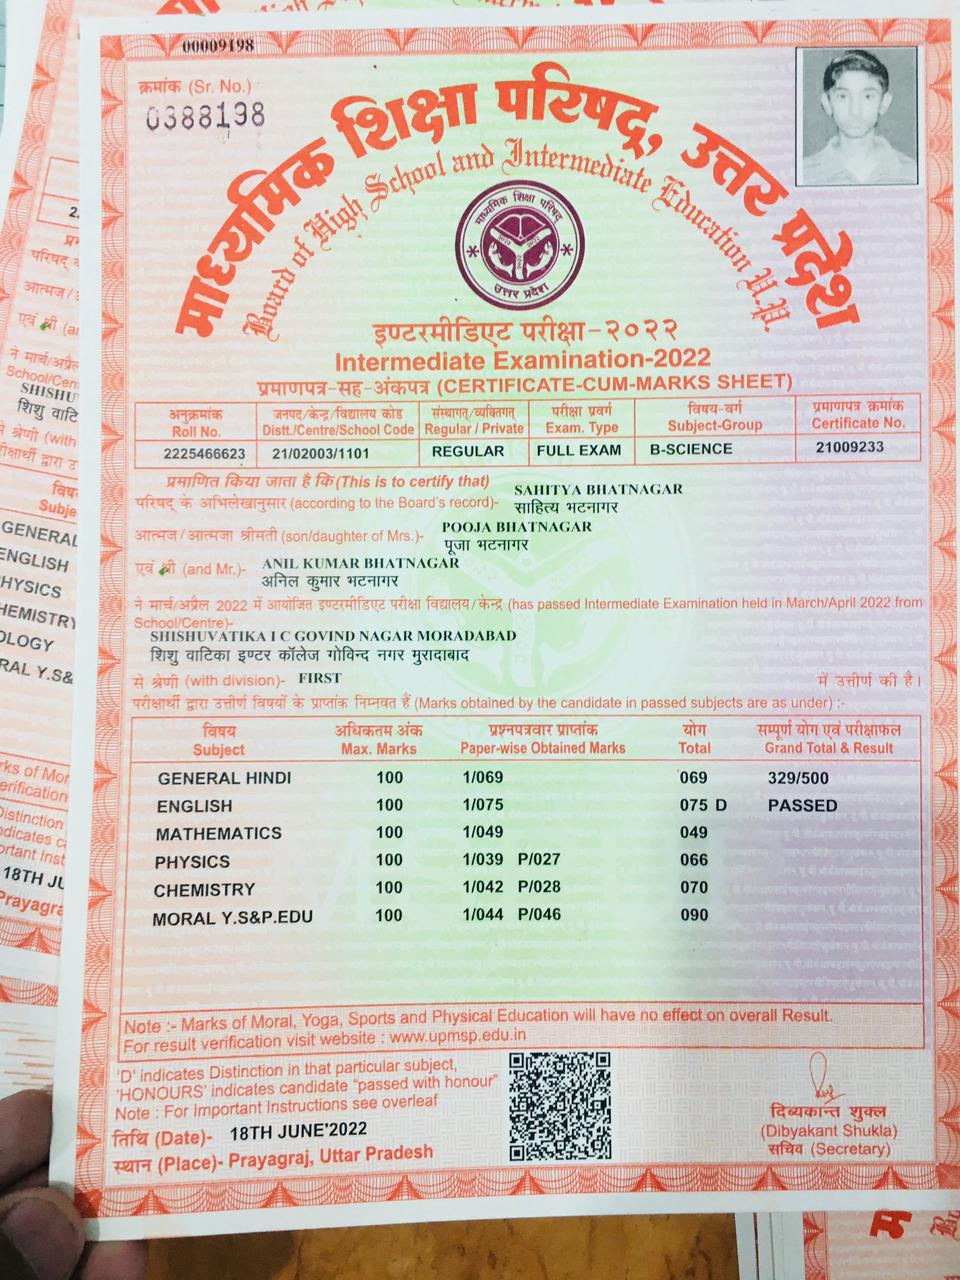 00009198
क्रमांक (Sr. No.)
0388198
माध्यमिक शिक्षा परिषद्, उत्तर प्रदेश
Board of High School and Intermediate Education U.P.
माध्यमिक शिक्षा परिषद्
उत्तर प्रदेश
इण्टरमीडिएट परीक्षा-२०२२
Intermediate Examination-2022
प्रमाणपत्र-सह-अंकपत्र (CERTIFICATE-CUM-MARKS SHEET)
अनुक्रमांक जनपद/केन्द्र/विद्यालय कोड संस्थागत/व्यक्तिगत परीक्षा प्रवर्ग विषय-वर्ग प्रमाणपत्र क्रमांक
Roll No. Distt./Centre/School Code Regular / Private Exam. Type Subject-Group Certificate No.
2225466623 21/02003/1101 REGULAR FULL EXAM B-SCIENCE 21009233
प्रमाणित किया जाता है कि (This is to certify that)
परिषद् के अभिलेखानुसार (according to the Board's record)- SAHITYA BHATNAGAR
साहित्य भटनागर
आत्मज/आत्मजा श्रीमती (son/daughter of Mrs.)- POOJA BHATNAGAR
पूजा भटनागर
एवं श्री (and Mr.)- ANIL KUMAR BHATNAGAR
अनिल कुमार भटनागर
ने मार्च/अप्रैल 2022 में आयोजित इण्टरमीडिएट परीक्षा विद्यालय/केन्द्र (has passed Intermediate Examination held in March/April 2022 from
School/Centre)-
SHISHUVATIKA I C GOVIND NAGAR MORADABAD
शिशु वाटिका इण्टर कॉलेज गोविन्द नगर मुरादाबाद
से श्रेणी (with division)- FIRST में उत्तीर्ण की है।
परीक्षार्थी द्वारा उत्तीर्ण विषयों के प्राप्तांक निम्नवत हैं (Marks obtained by the candidate in passed subjects are as under) :-
विषय अधिकतम अंक प्रश्नपत्रवार प्राप्तांक योग सम्पूर्ण योग एवं परीक्षाफल
Subject Max. Marks Paper-wise Obtained Marks Total Grand Total & Result
GENERAL HINDI 100 1/069 069 329/500
ENGLISH 100 1/075 075 D PASSED
MATHEMATICS 100 1/049 049
PHYSICS 100 1/039 P/027 066
CHEMISTRY 100 1/042 P/028 070
MORAL Y.S&P.EDU 100 1/044 P/046 090
Note :- Marks of Moral, Yoga, Sports and Physical Education will have no effect on overall Result.
For result verification visit website : www.upmsp.edu.in
'D' indicates Distinction in that particular subject,
'HONOURS' indicates candidate "passed with honour"
Note : For Important Instructions see overleaf
तिथि (Date)- 18TH JUNE'2022
स्थान (Place)- Prayagraj, Uttar Pradesh
दिव्यकान्त शुक्ल
(Dibyakant Shukla)
सचिव (Secretary)